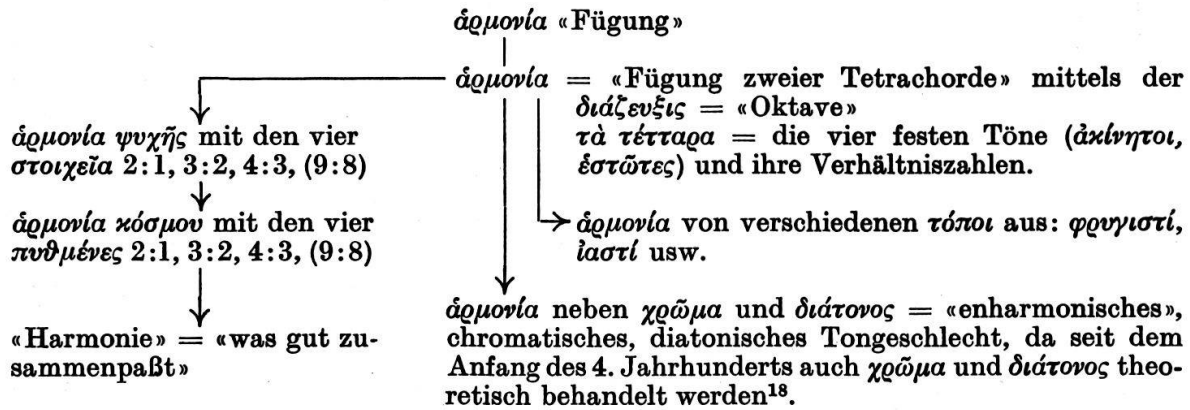 ἁρμονία «Fügung»
ἁρμονία = «Fügung zweier Tetrachorde» mittels der
διάζευξις = «Oktave»
τὰ τέτταρα = die vier festen Töne (ἀκίνητοι,
ἑστῶτες) und ihre Verhältniszahlen.
ἁρμονία ψυχῆς mit den vier
στοιχεῖα 2:1, 3:2, 4:3, (9:8)
ἁρμονία κόσμου mit den vier
πυθμένες 2:1, 3:2, 4:3, (9:8)
«Harmonie» = «was gut zu-
sammenpaßt»
ἁρμονία von verschiedenen τόποι aus: φρυγιστί,
ἰαστί usw.
ἁρμονία neben χρῶμα und διάτονος = «enharmonisches»,
chromatisches, diatonisches Tongeschlecht, da seit dem
Anfang des 4. Jahrhunderts auch χρῶμα und διάτονος theo-
retisch behandelt werden¹⁸.